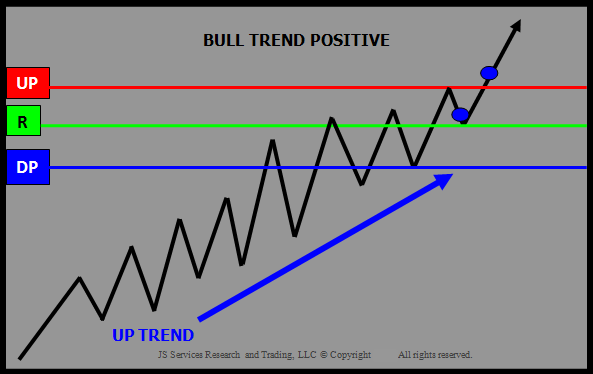 BULL TREND POSITIVE
UP
R
DP
UP TREND
JS Services Research and Trading, LLC © Copyright All rights reserved.